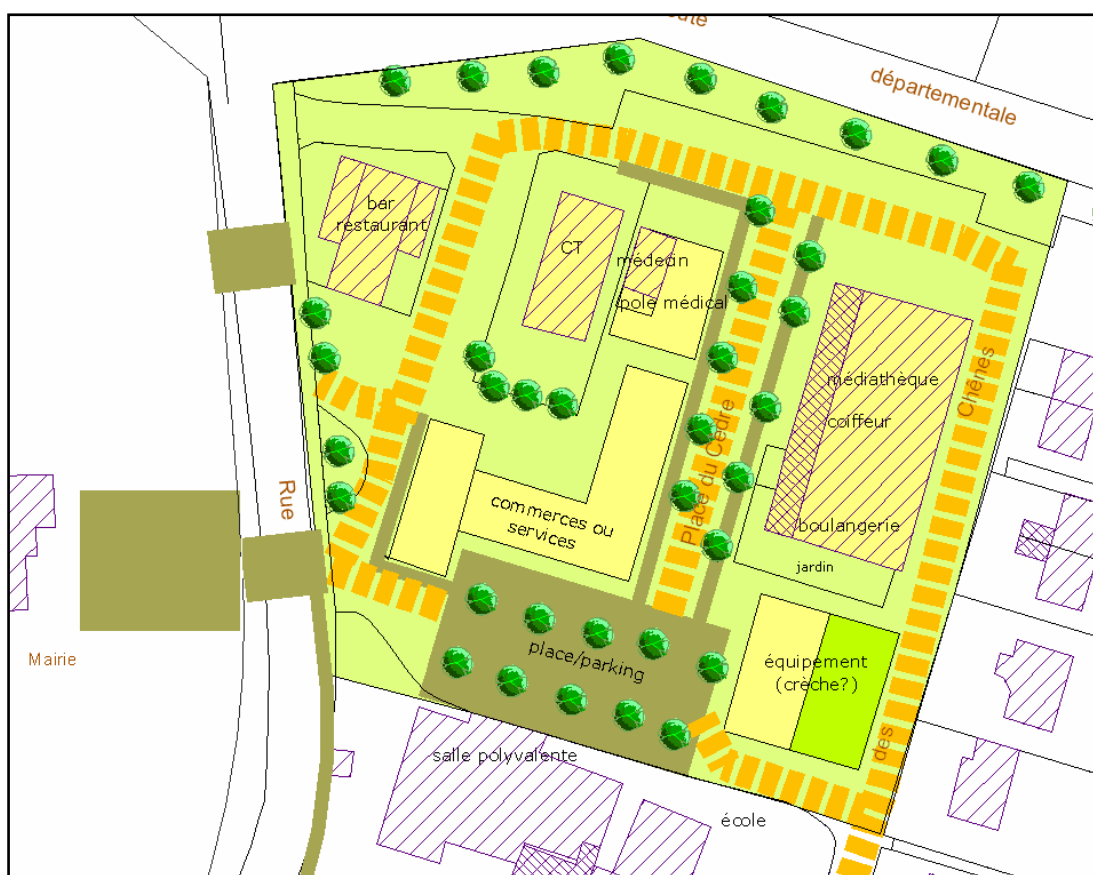 départementale
bar
restaurant
CT
médecin
pole médical
médiathèque
coiffeur
boulangerie
jardin
Place du Cèdre
Chênes
des
Rue
commerces ou
services
place/parking
équipement
(crèche?)
Mairie
salle polyvalente
école